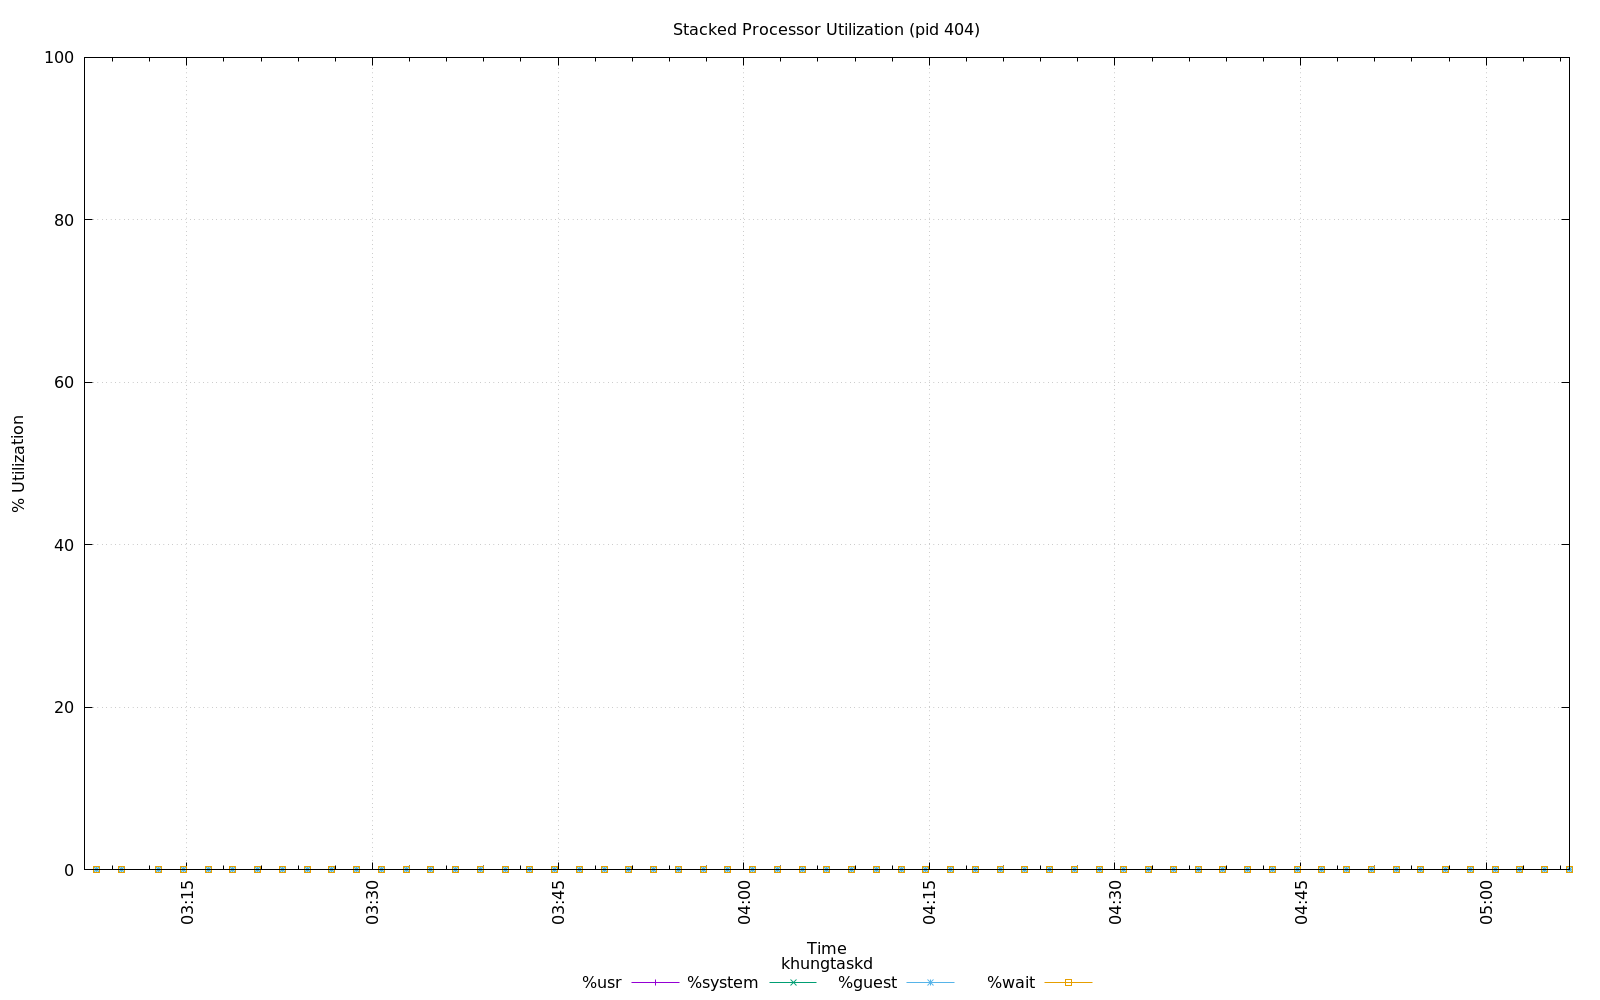 Stacked Processor Utilization (pid 404)
100
80
60
40
20
0
% Utilization
03:15 03:30 03:45 04:00 04:15 04:30 04:45 05:00
Time
khungtaskd
%usr %system %guest %wait